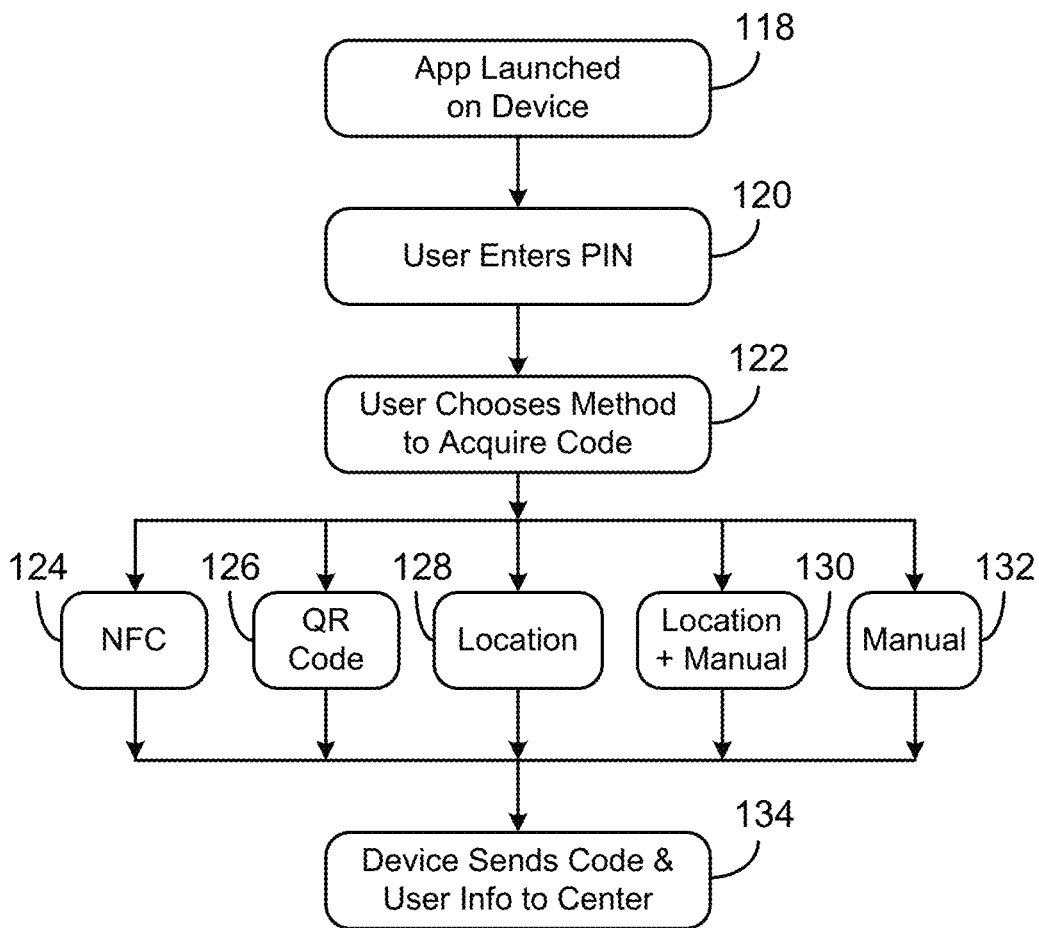 118
App Launched
on Device
120
User Enters PIN
122
User Chooses Method
to Acquire Code
124
NFC
126
QR
Code
128
Location
130
Location
+ Manual
132
Manual
134
Device Sends Code &
User Info to Center